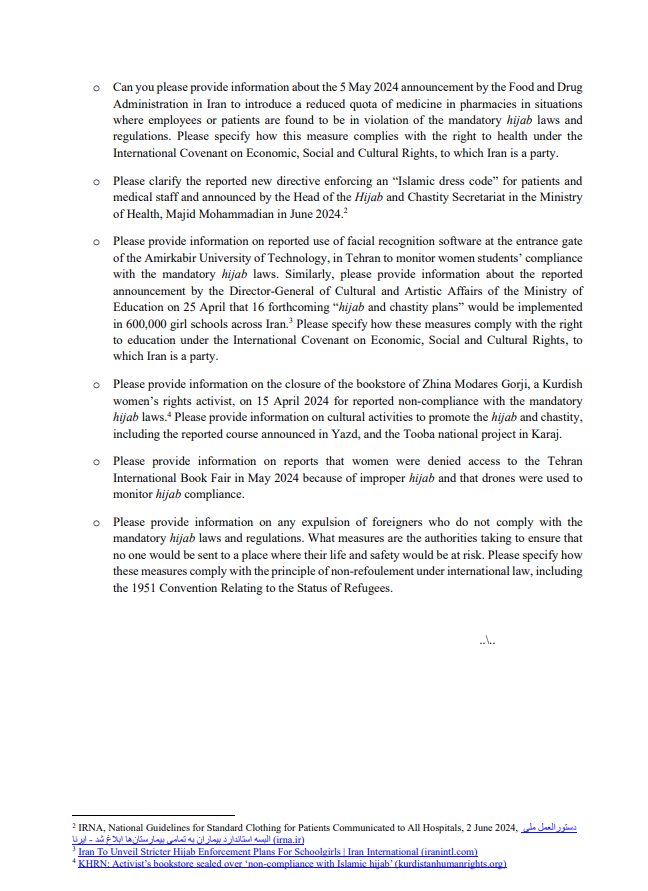 o Can you please provide information about the 5 May 2024 announcement by the Food and Drug
Administration in Iran to introduce a reduced quota of medicine in pharmacies in situations
where employees or patients are found to be in violation of the mandatory hijab laws and
regulations. Please specify how this measure complies with the right to health under the
International Covenant on Economic, Social and Cultural Rights, to which Iran is a party.
o Please clarify the reported new directive enforcing an “Islamic dress code” for patients and
medical staff and announced by the Head of the Hijab and Chastity Secretariat in the Ministry
of Health, Majid Mohammadian in June 2024.2
o Please provide information on reported use of facial recognition software at the entrance gate
of the Amirkabir University of Technology, in Tehran to monitor women students’ compliance
with the mandatory hijab laws. Similarly, please provide information about the reported
announcement by the Director-General of Cultural and Artistic Affairs of the Ministry of
Education on 25 April that 16 forthcoming “hijab and chastity plans” would be implemented
in 600,000 girl schools across Iran.3 Please specify how these measures comply with the right
to education under the International Covenant on Economic, Social and Cultural Rights, to
which Iran is a party.
o Please provide information on the closure of the bookstore of Zhina Modares Gorji, a Kurdish
women’s rights activist, on 15 April 2024 for reported non-compliance with the mandatory
hijab laws.4 Please provide information on cultural activities to promote the hijab and chastity,
including the reported course announced in Yazd, and the Tooba national project in Karaj.
o Please provide information on reports that women were denied access to the Tehran
International Book Fair in May 2024 because of improper hijab and that drones were used to
monitor hijab compliance.
o Please provide information on any expulsion of foreigners who do not comply with the
mandatory hijab laws and regulations. What measures are the authorities taking to ensure that
no one would be sent to a place where their life and safety would be at risk. Please specify how
these measures comply with the principle of non-refoulement under international law, including
the 1951 Convention Relating to the Status of Refugees.
..\..
2 IRNA, National Guidelines for Standard Clothing for Patients Communicated to All Hospitals, 2 June 2024, دستورالعمل ملی
البسه استاندارد بیماران به تمامی بیمارستان‌ها ابلاغ شد - ایرنا (irna.ir)
3 Iran To Unveil Stricter Hijab Enforcement Plans For Schoolgirls | Iran International (iranintl.com)
4 KHRN: Activist’s bookstore sealed over ‘non-compliance with Islamic hijab’ (kurdistanhumanrights.org)